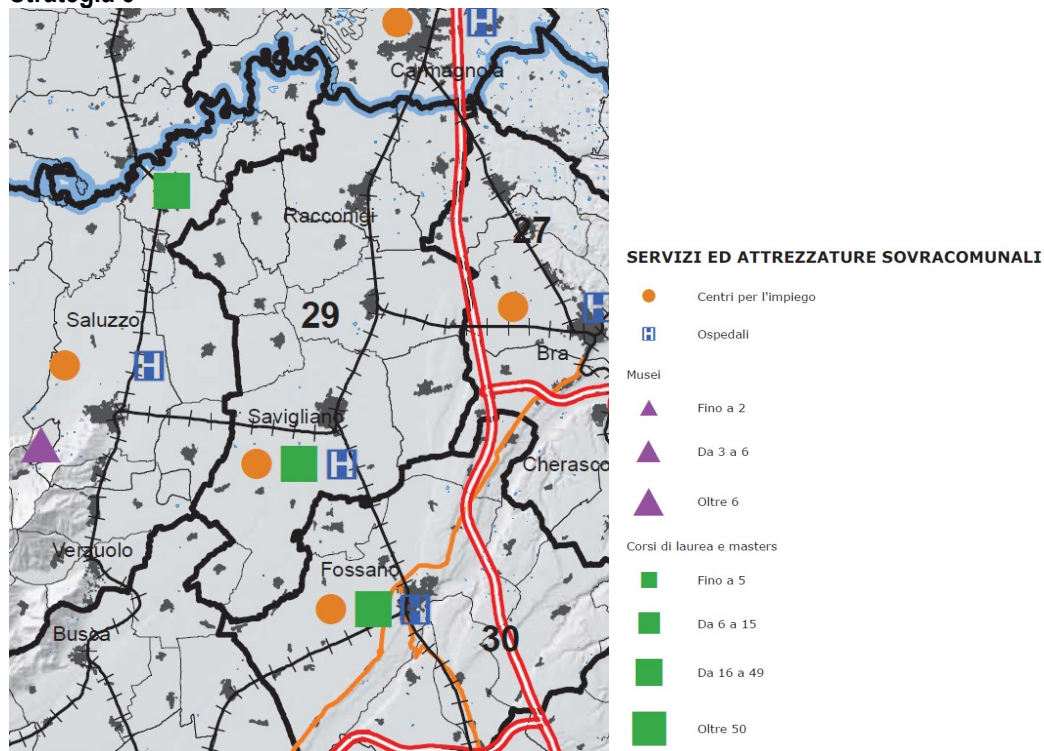 Carmagnola
Racconigi
27
29
Saluzzo
Bra
Savigliano
Cherasco
Verzuolo
Fossano
Busca
30
SERVIZI ED ATTREZZATURE SOVRACOMUNALI
Centri per l'impiego
H Ospedali
Musei
Fino a 2
Da 3 a 6
Oltre 6
Corsi di laurea e masters
Fino a 5
Da 6 a 15
Da 16 a 49
Oltre 50